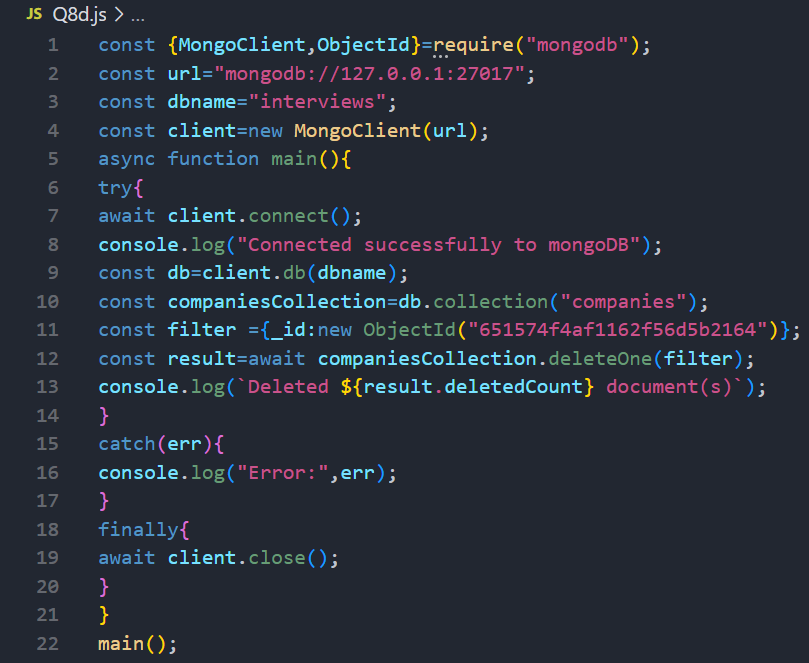 JS Q8d.js > ...
1 const {MongoClient,ObjectId}=require("mongodb");
2 const url="mongodb://127.0.0.1:27017";
3 const dbname="interviews";
4 const client=new MongoClient(url);
5 async function main(){
6 try{
7 await client.connect();
8 console.log("Connected successfully to mongoDB");
9 const db=client.db(dbname);
10 const companiesCollection=db.collection("companies");
11 const filter ={_id:new ObjectId("651574f4af1162f56d5b2164")};
12 const result=await companiesCollection.deleteOne(filter);
13 console.log(`Deleted ${result.deletedCount} document(s)`);
14 }
15 catch(err){
16 console.log("Error:",err);
17 }
18 finally{
19 await client.close();
20 }
21 }
22 main();